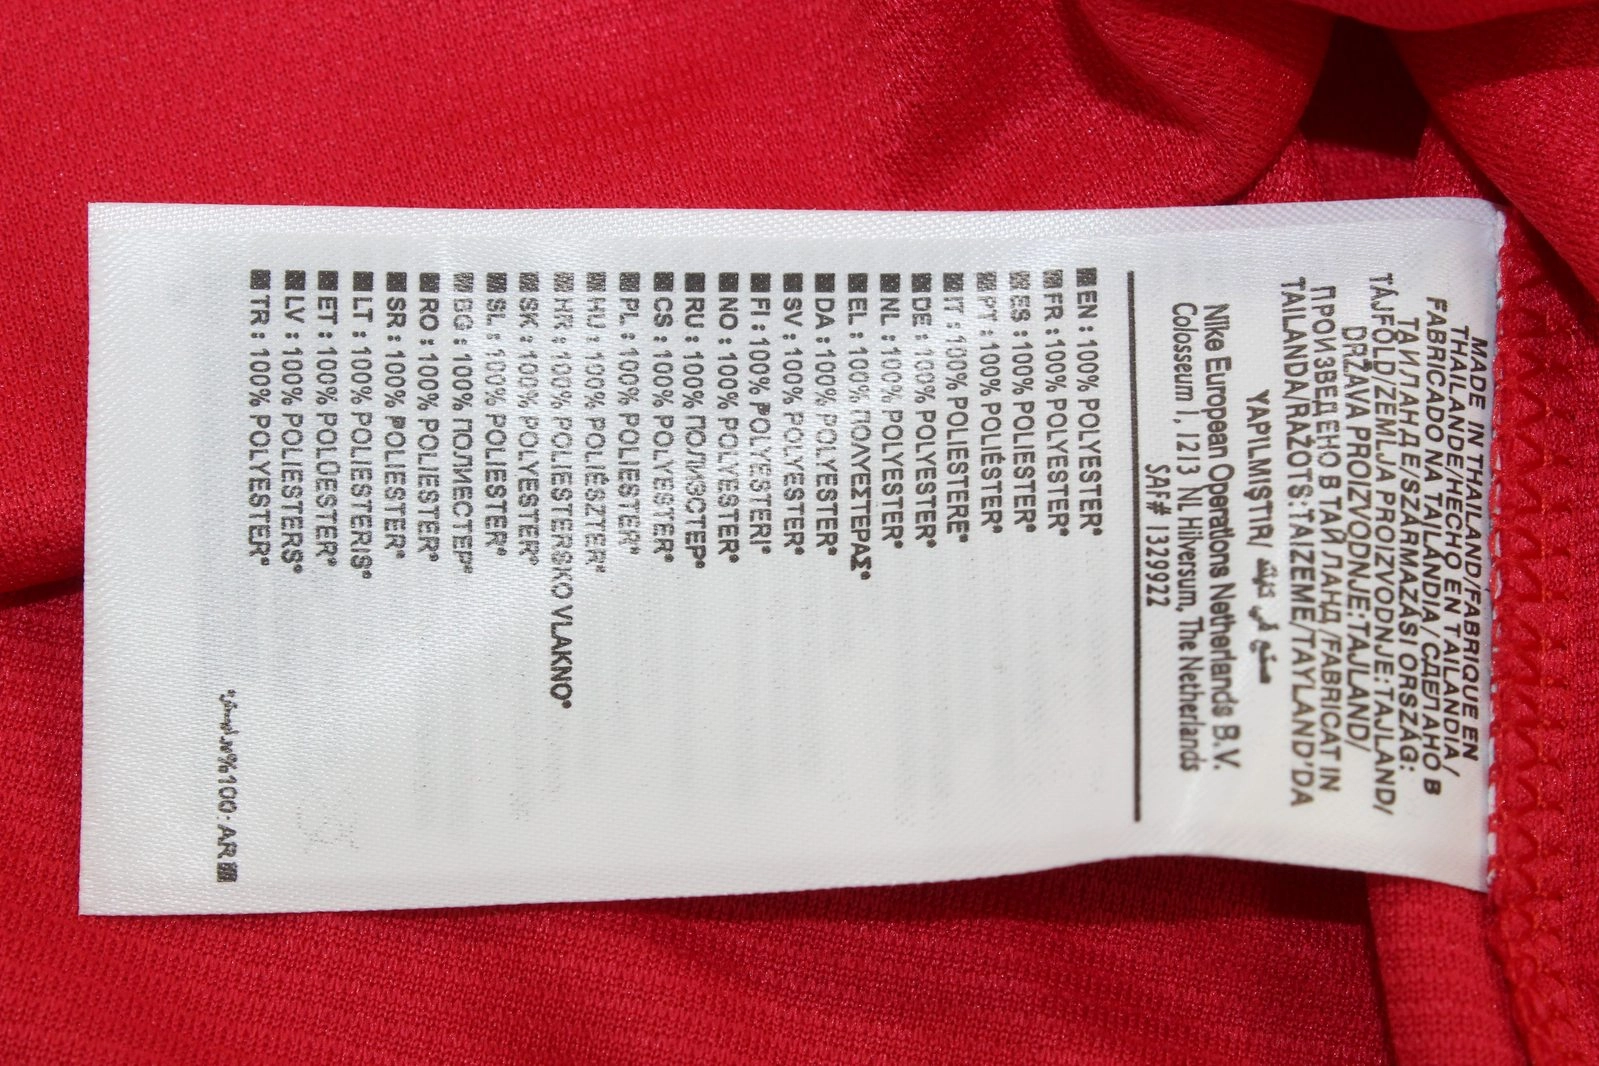 MADE IN THAILAND/FABRIQUE EN
THAILANDE/HECHO EN TAILANDIA/
FABRICADO NA TAILÂNDIA/ СДЕЛАНО В
ТАИЛАНДЕ/SZÁRMAZÁSI ORSZÁG:
TÁJFÖLD/ZEMLJA PROIZVODNJE:TAJLAND/
DRŽAVA PROIZVODNJE:TAJLAND/
ПРОИЗВЕДЕНО В ТАЙЛАНД/FABRICAT IN
TAILANDA/RAŽOTS:TAIZEME/TAYLAND'DA
YAPILMIŞTIR/ صنع في
Nike European Operations Netherlands B.V.
Colosseum 1, 1213 NL Hilversum, The Netherlands
SAF# 1329922
■EN : 100% POLYESTER*
■FR : 100% POLYESTER*
■ES : 100% POLIESTER*
■PT : 100% POLIÉSTER*
■IT : 100% POLIESTERE*
■DE : 100% POLYESTER*
■NL : 100% POLYESTER*
■EL : 100% ΠΟΛΥΕΣΤΕΡΑΣ*
■DA : 100% POLYESTER*
■SV : 100% POLYESTER*
■FI : 100% POLYESTERI*
■NO : 100% POLYESTER*
■RU : 100% ПОЛИЭСТЕР*
■CS : 100% POLYESTER*
■PL : 100% POLIESTER*
■HU : 100% POLIÉSZTER*
■HR : 100% POLIESTERSKO VLAKNO*
■SK : 100% POLYESTER*
■SL : 100% POLIESTER*
■BG : 100% ПОЛИЕСТЕР*
■RO : 100% POLIESTER*
■SR : 100% POLIESTER*
■LT : 100% POLIESTERIS*
■ET : 100% POLÜESTER*
■LV : 100% POLIESTERS*
■TR : 100% POLYESTER*
■AR :100% بوليستر*